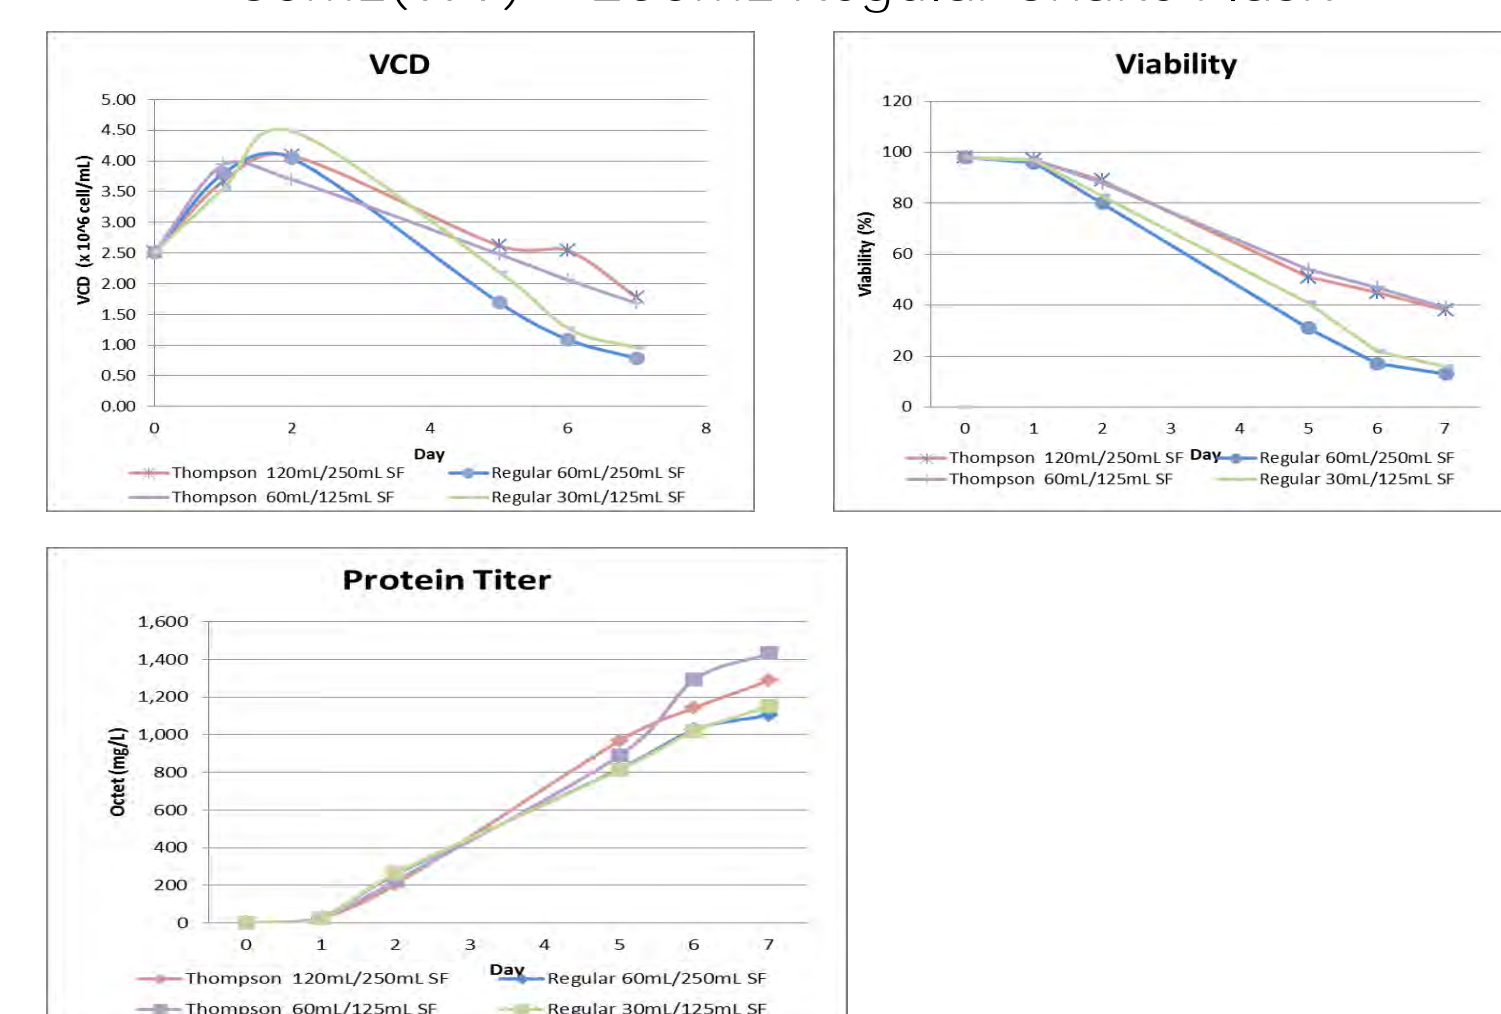 VCD
5.00
4.50
4.00
3.50
3.00
2.50
2.00
1.50
1.00
0.50
0.00
VCD (x 10^6 cell/mL)
0 2 4 6 8
Day
Thompson 120mL/250mL SF Regular 60mL/250mL SF
Thompson 60mL/125mL SF Regular 30mL/125mL SF
Viability
120
100
80
60
40
20
0
Viability (%)
0 1 2 3 4 5 6 7
Thompson 120mL/250mL SF Day Regular 60mL/250mL SF
Thompson 60mL/125mL SF Regular 30mL/125mL SF
Protein Titer
1,600
1,400
1,200
1,000
800
600
400
200
0
Octet (mg/L)
0 1 2 3 4 5 6 7
Day
Thompson 120mL/250mL SF Regular 60mL/250mL SF
Thompson 60mL/125mL SF Regular 30mL/125mL SF